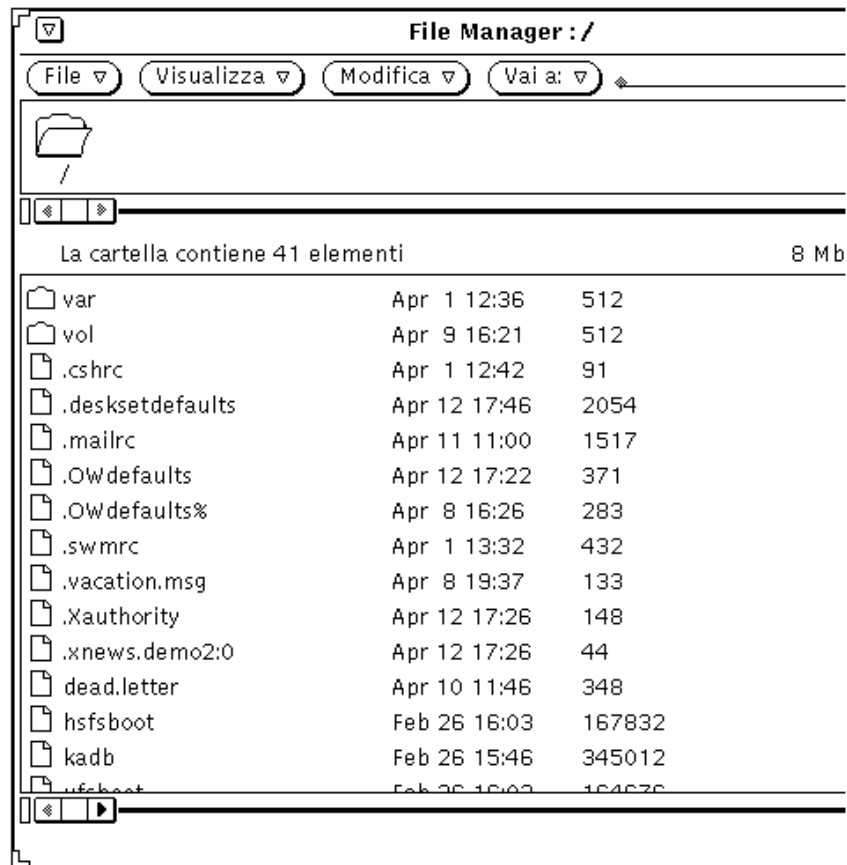 File Manager : /
File Visualizza Modifica Vai a:
/
La cartella contiene 41 elementi 8 Mb
var Apr 1 12:36 512
vol Apr 9 16:21 512
.cshrc Apr 1 12:42 91
.desksetdefaults Apr 12 17:46 2054
.mailrc Apr 11 11:00 1517
.OWdefaults Apr 12 17:22 371
.OWdefaults% Apr 8 16:26 283
.swmrc Apr 1 13:32 432
.vacation.msg Apr 8 19:37 133
.Xauthority Apr 12 17:26 148
.xnews.demo2:0 Apr 12 17:26 44
dead.letter Apr 10 11:46 348
hsfsboot Feb 26 16:03 167832
kadb Feb 26 15:46 345012